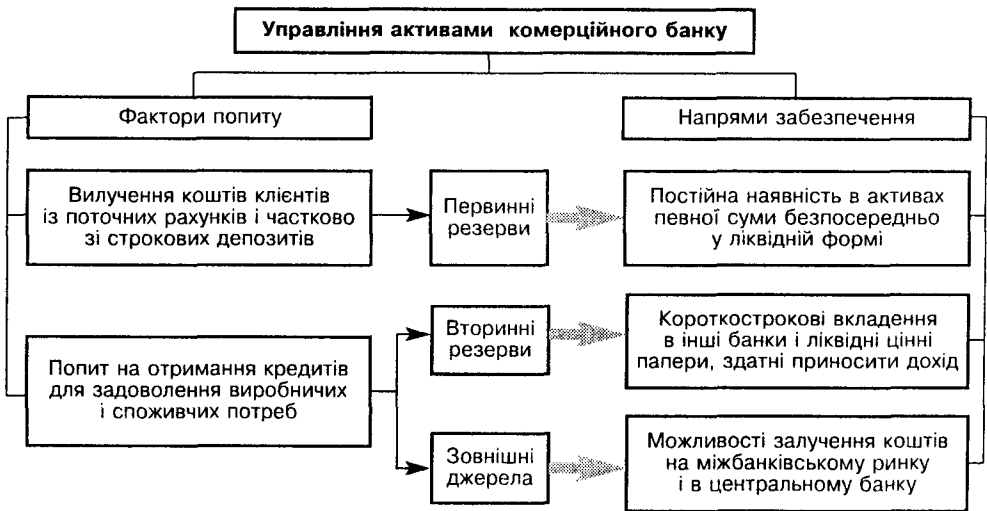 Управління активами комерційного банку
Фактори попиту
Напрями забезпечення
Вилучення коштів клієнтів
із поточних рахунків і частково
зі строкових депозитів
Первинні
резерви
Постійна наявність в активах
певної суми безпосередньо
у ліквідній формі
Попит на отримання кредитів
для задоволення виробничих
і споживчих потреб
Вторинні
резерви
Короткострокові вкладення
в інші банки і ліквідні цінні
папери, здатні приносити дохід
Зовнішні
джерела
Можливості залучення коштів
на міжбанківському ринку
і в центральному банку